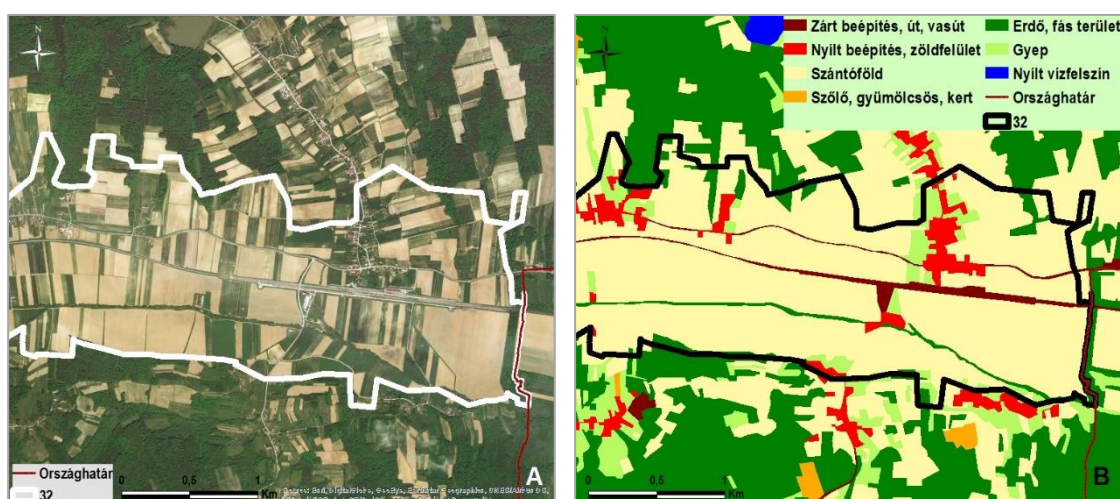 Országhatár
32
0
0,5
1
Km
A
Zárt beépítés, út, vasút
Nyílt beépítés, zöldfelület
Szántóföld
Szőlő, gyümölcsös, kert
Erdő, fás terület
Gyep
Nyílt vízfelszín
Országhatár
32
0
0,5
1
Km
B